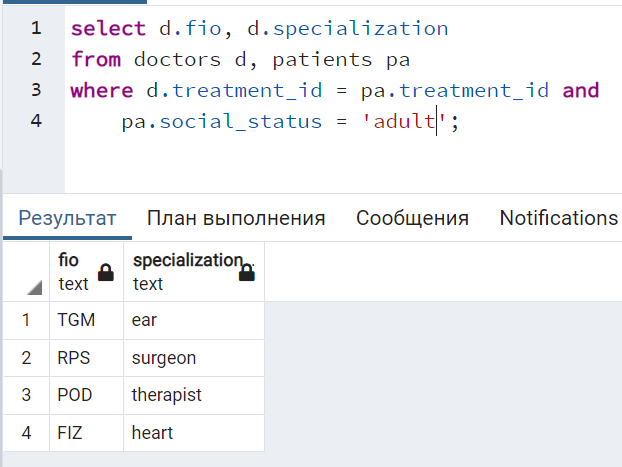 1 select d.fio, d.specialization
2 from doctors d, patients pa
3 where d.treatment_id = pa.treatment_id and
4 pa.social_status = 'adult';
Результат План выполнения Сообщения Notifications
fio specialization
text text
1 TGM ear
2 RPS surgeon
3 POD therapist
4 FIZ heart